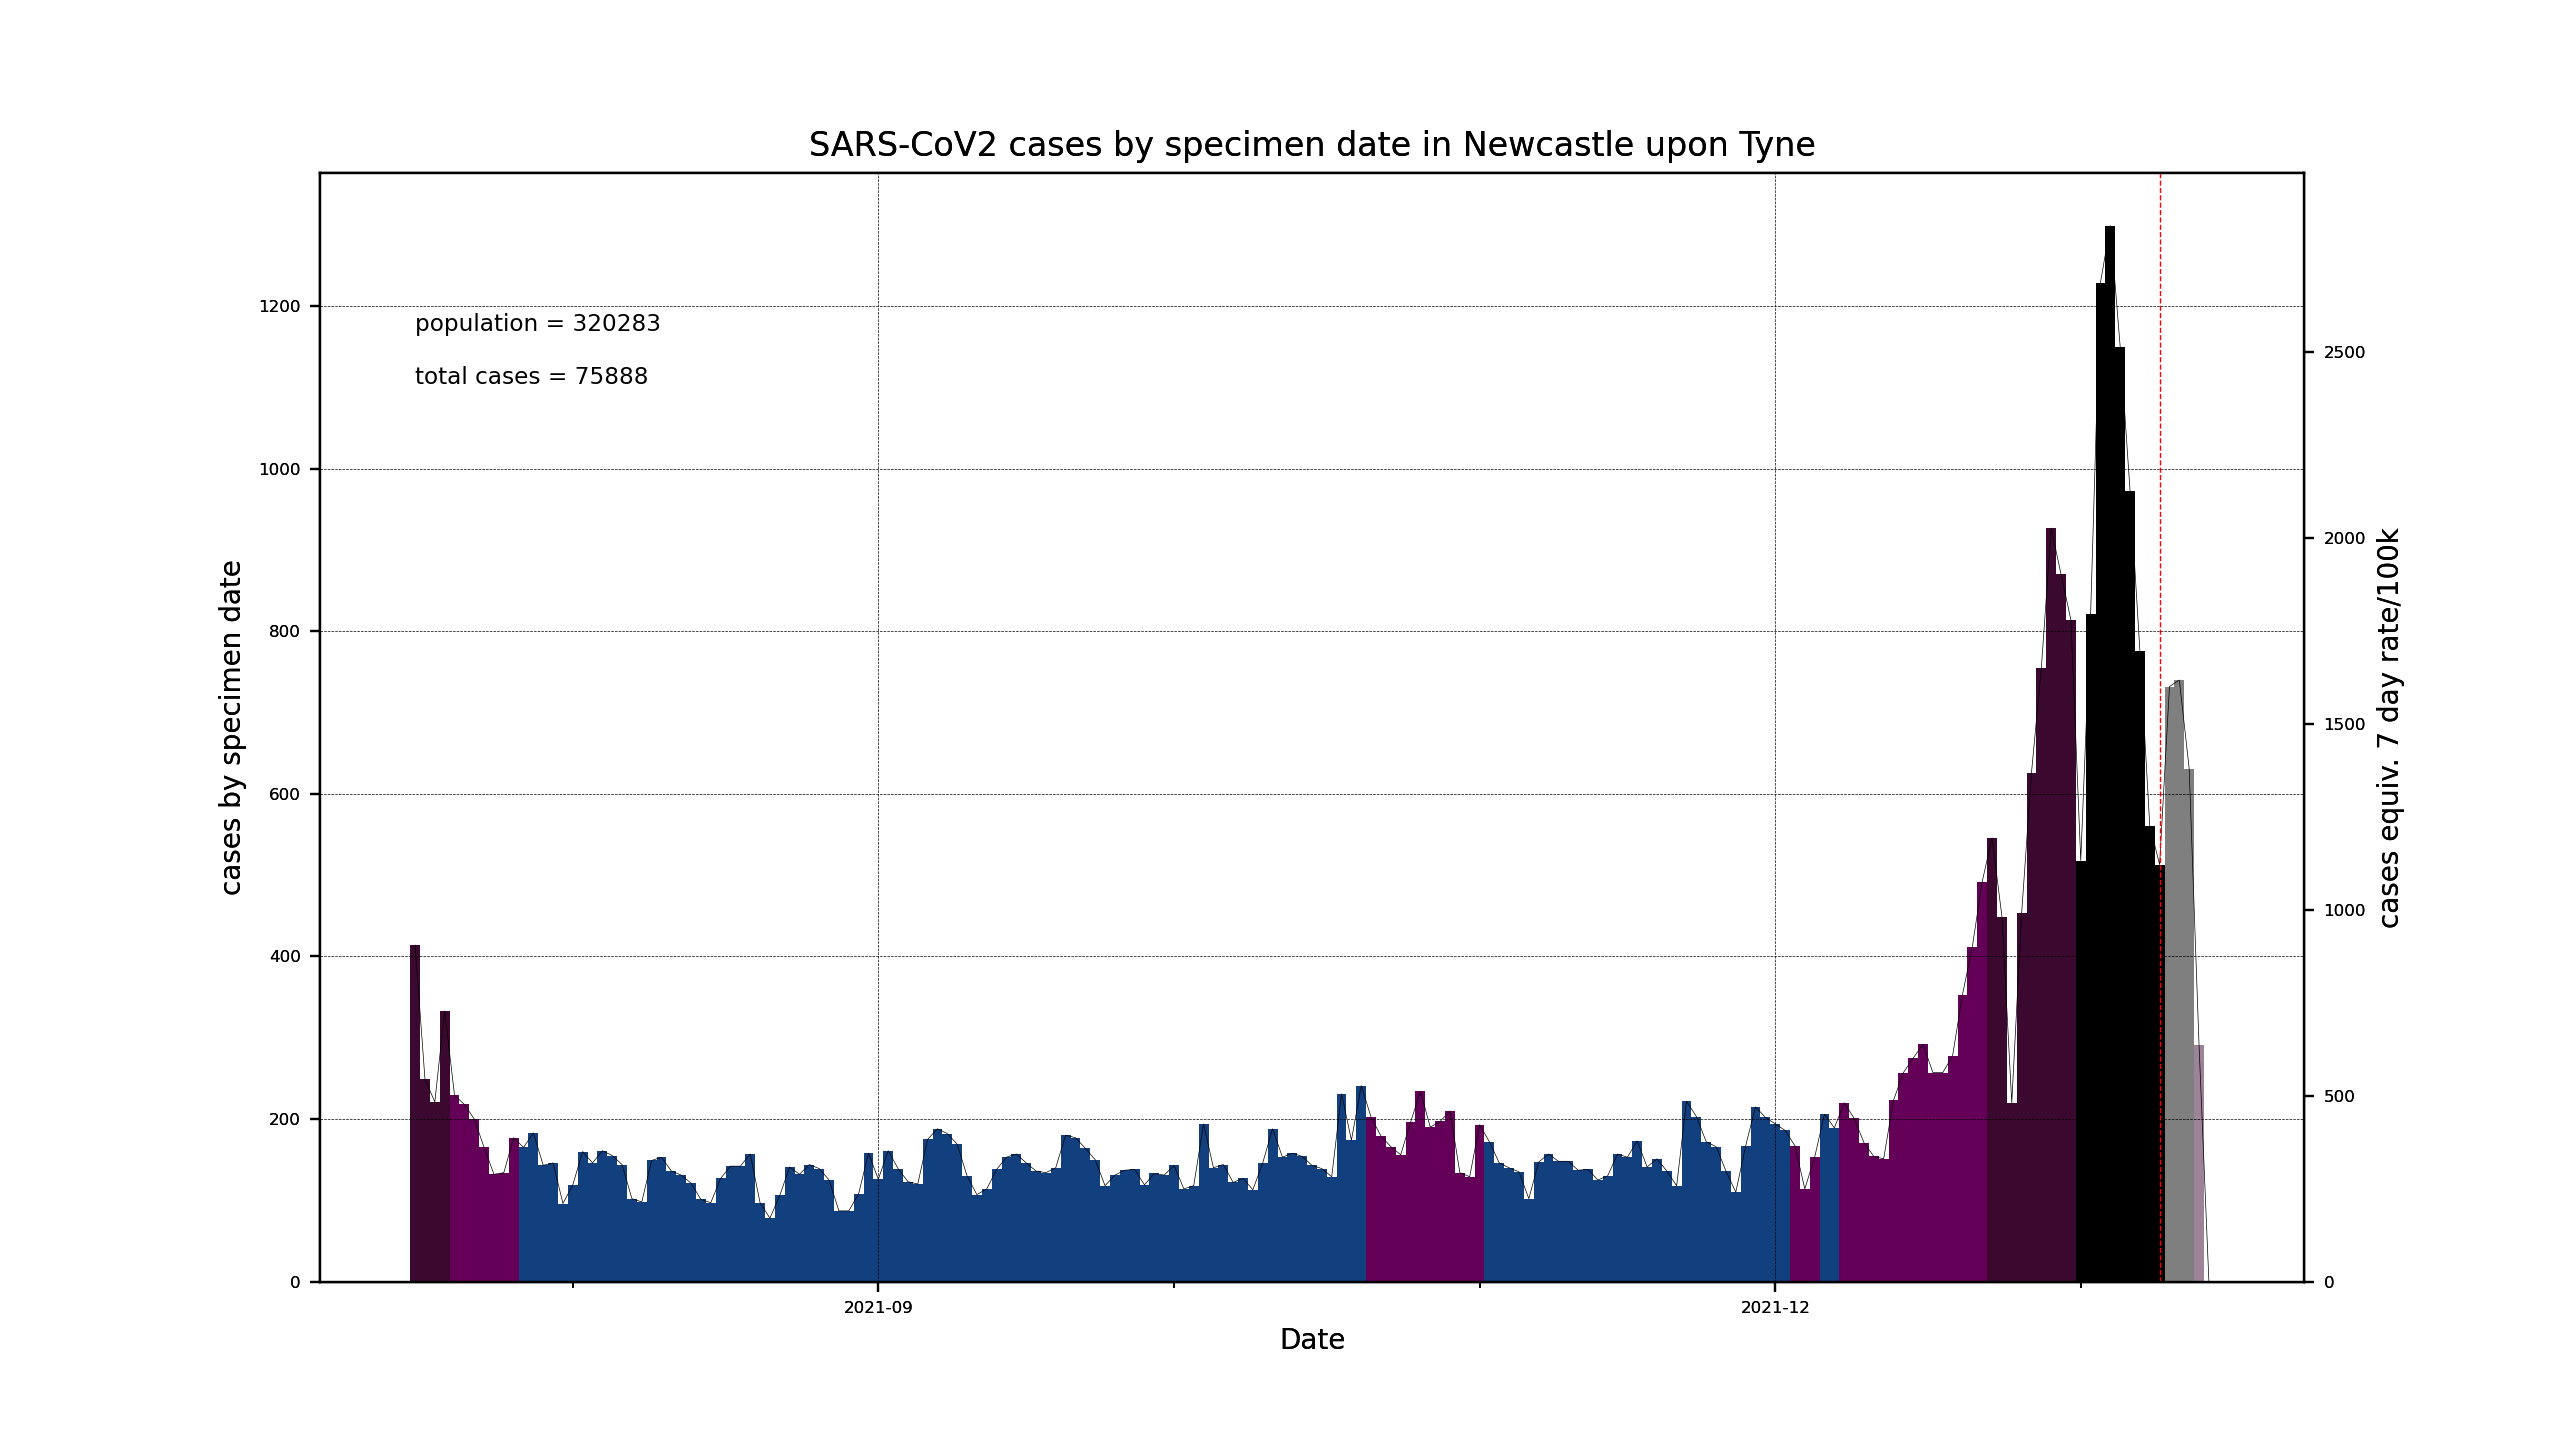 SARS-CoV2 cases by specimen date in Newcastle upon Tyne
population = 320283
total cases = 75888
cases by specimen date
1200
1000
800
600
400
200
0
2500
2000
1500
1000
500
0
cases equiv. 7 day rate/100k
2021-09
2021-12
Date